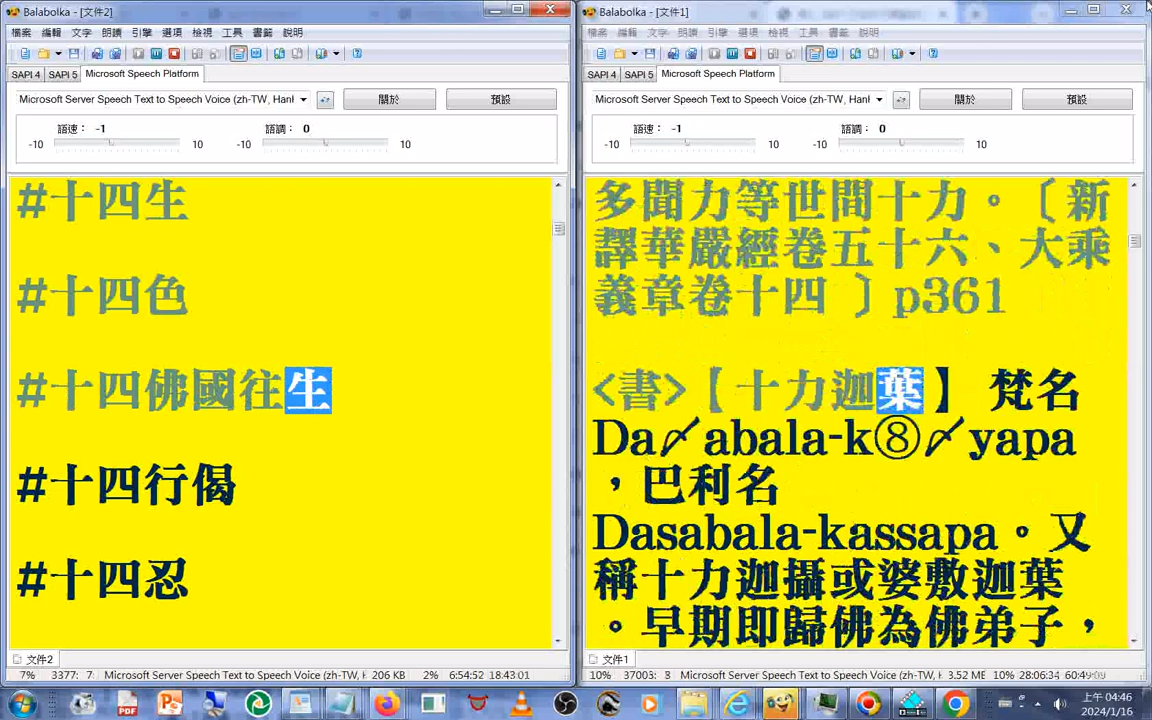 Balabolka - [文件2]
檔案 編輯 文字 朗讀 引擎 選項 檢視 工具 書籤 說明
SAPI 4 SAPI 5 Microsoft Speech Platform
Microsoft Server Speech Text to Speech Voice (zh-TW, Hanl 關於 預設
語速： -1 語調： 0
-10 10 -10 10
#十四生
#十四色
#十四佛國往生
#十四行偈
#十四忍
文件2
7% 3377: 7: Microsoft Server Speech Text to Speech Voice (zh-TW, H 206 KB 2% 6:54:52 18:43:01
Balabolka - [文件1]
檔案 編輯 文字 朗讀 引擎 選項 檢視 工具 書籤 說明
SAPI 4 SAPI 5 Microsoft Speech Platform
Microsoft Server Speech Text to Speech Voice (zh-TW, Hanl 關於 預設
語速： -1 語調： 0
-10 10 -10 10
多聞力等世間十力。〔新
譯華嚴經卷五十六、大乘
義章卷十四 〕p361
<書>【十力迦葉】 梵名
Da〆abala-k⑧〆yapa
，巴利名
Dasabala-kassapa。又
稱十力迦攝或婆敷迦葉
。早期即歸佛為佛弟子，
文件1
10% 37003: 8 Microsoft Server Speech Text to Speech Voice (zh-TW, 3.52 MB 10% 28:06:34
上午 04:46
2024/1/16